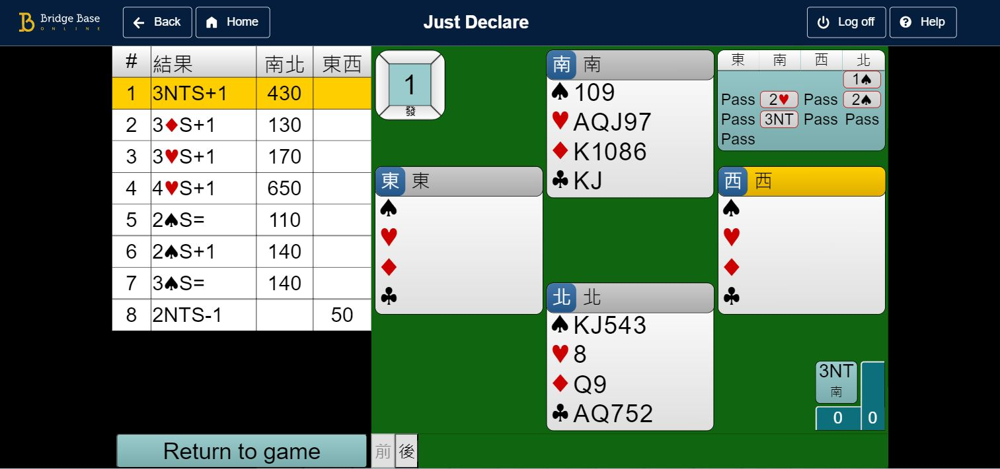 Bridge Base
ONLINE
Back
Home
Just Declare
Log off
Help
# 結果 南北 東西
1 3NTS+1 430
2 3♦S+1 130
3 3♥S+1 170
4 4♥S+1 650
5 2♠S= 110
6 2♠S+1 140
7 3♠S= 140
8 2NTS-1 50
Return to game
前 後
1
發
南 南
♠109
♥AQJ97
♦K1086
♣KJ
東 南 西 北
1♠
Pass 2♥ Pass 2♠
Pass 3NT Pass Pass
Pass
東 東
♠
♥
♦
♣
西 西
♠
♥
♦
♣
北 北
♠KJ543
♥8
♦Q9
♣AQ752
3NT
南
0 0